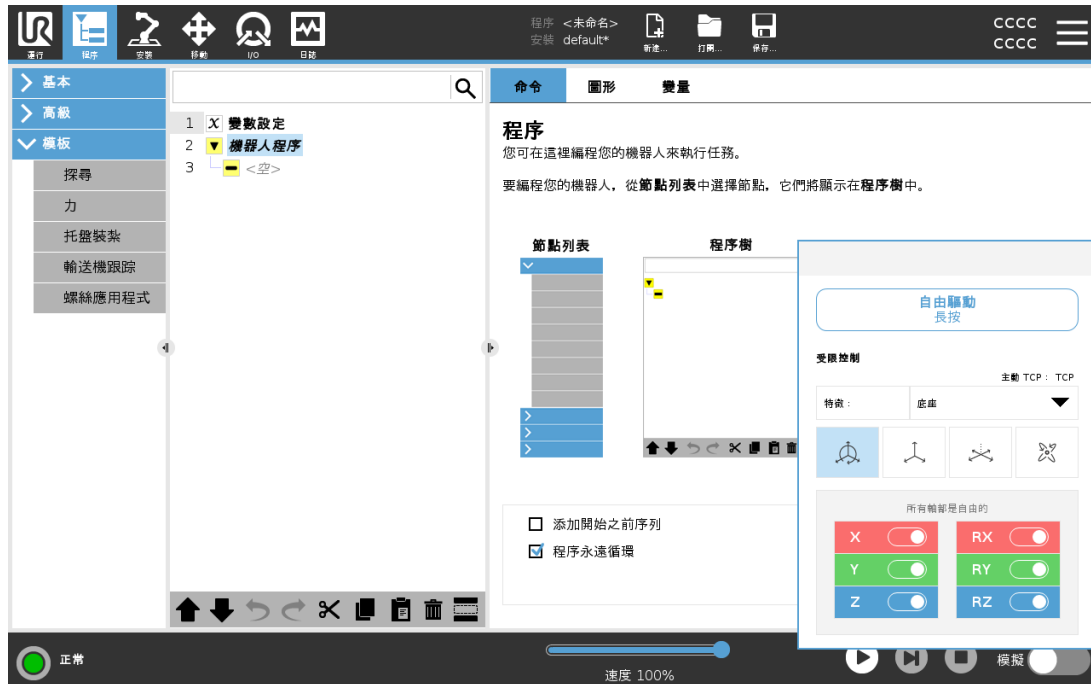 UR
運行
程序
安裝
移動
I/O
日誌
程序 <未命名>
安裝 default*
新建...
打開...
保存...
CCCC
CCCC
基本
高級
模板
探尋
力
托盤裝紮
輸送機跟踪
螺絲應用程式
1 X 變數設定
2 機器人程序
3 <空>
命令
圖形
變量
程序
您可在這裡編程您的機器人來執行任務。
要編程您的機器人，從節點列表中選擇節點，它們將顯示在程序樹中。
節點列表
程序樹
添加開始之前序列
程序永遠循環
自由驅動
長按
受限控制
主動 TCP： TCP
特徵：
底座
所有軸都是自由的
X
RX
Y
RY
Z
RZ
正常
速度 100%
模擬